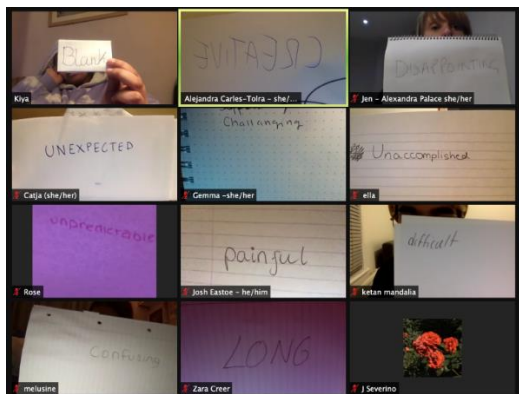 Blank
Kiya
CREATIVE
Alejandra Carles-Tolra - she/...
DISAPPOINTING
Jen - Alexandra Palace she/her
UNEXPECTED
Catja (she/her)
Challanging
Gemma -she/her
Unaccomplished
ella
unpredictable
Rose
painful
Josh Eastoe - he/him
difficult
ketan mandalia
Confusing
melusine
LONG
Zara Creer
J Severino